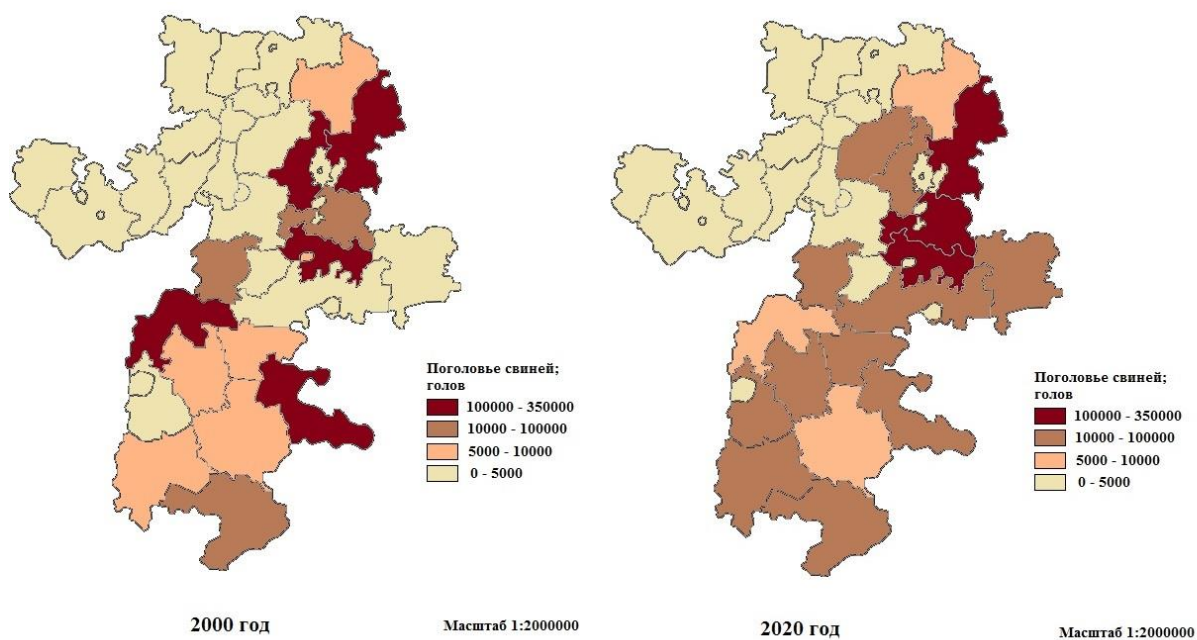 Поголовье свиней;
голов
100000 - 350000
10000 - 100000
5000 - 10000
0 - 5000
2000 год
Масштаб 1:2000000
Поголовье свиней;
голов
100000 - 350000
10000 - 100000
5000 - 10000
0 - 5000
2020 год
Масштаб 1:2000000